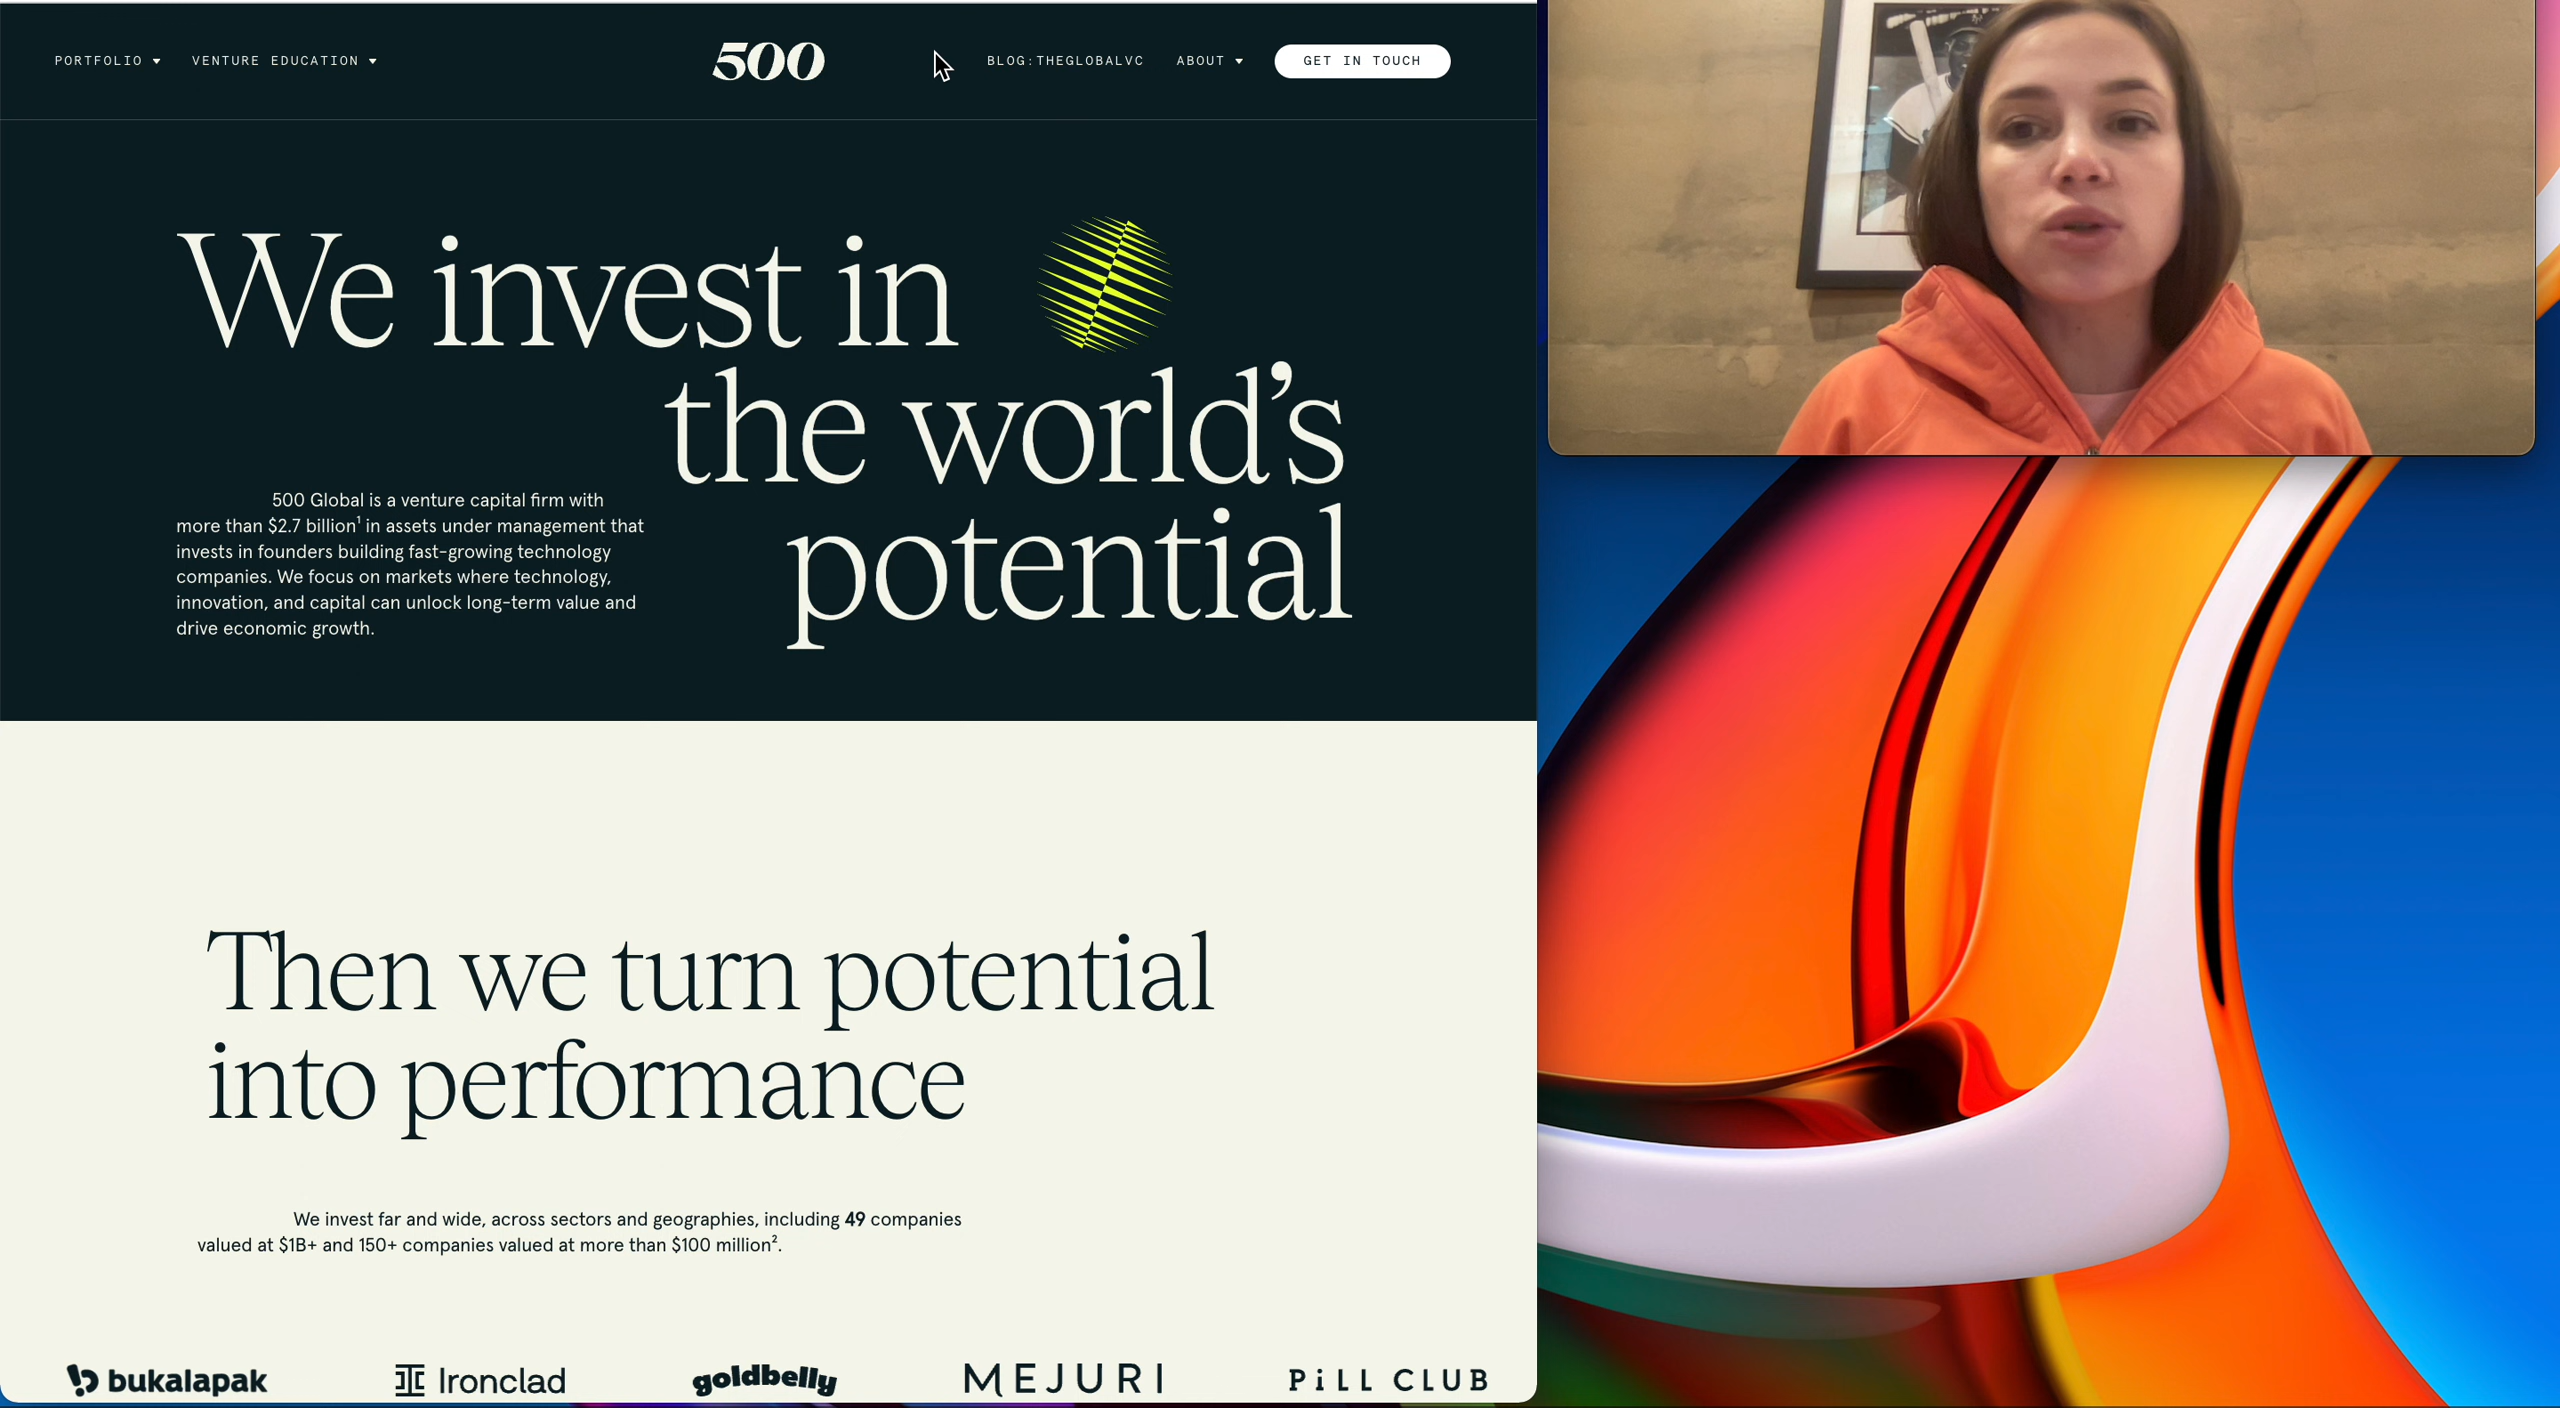 PORTFOLIO
VENTURE EDUCATION
500
BLOG:THEGLOBALVC
ABOUT
GET IN TOUCH
We invest in
the world's
potential
500 Global is a venture capital firm with
more than $2.7 billion¹ in assets under management that
invests in founders building fast-growing technology
companies. We focus on markets where technology,
innovation, and capital can unlock long-term value and
drive economic growth.
Then we turn potential
into performance
We invest far and wide, across sectors and geographies, including 49 companies
valued at $1B+ and 150+ companies valued at more than $100 million².
bukalapak
Ironclad
goldbelly
MEJURI
PiLL CLUB